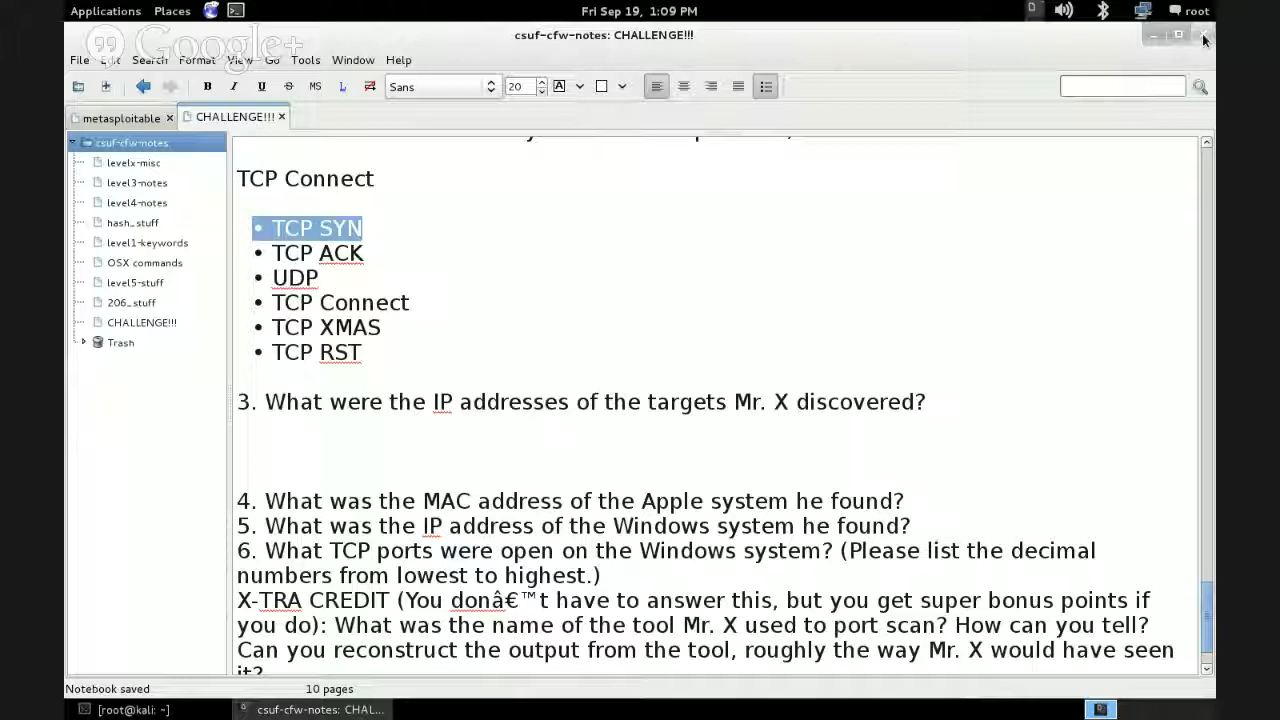 Applications Places Fri Sep 19, 1:09 PM root
Google+
csuf-cfw-notes: CHALLENGE!!!
File Edit Search Format View Go Tools Window Help
B I U S MS L Sans 20 A
metasploitable CHALLENGE!!!
csuf-cfw-notes
levelx-misc
level3-notes
level4-notes
hash_stuff
level1-keywords
OSX commands
level5-stuff
206_stuff
CHALLENGE!!!
Trash
TCP Connect
• TCP SYN
• TCP ACK
• UDP
• TCP Connect
• TCP XMAS
• TCP RST
3. What were the IP addresses of the targets Mr. X discovered?
4. What was the MAC address of the Apple system he found?
5. What was the IP address of the Windows system he found?
6. What TCP ports were open on the Windows system? (Please list the decimal
numbers from lowest to highest.)
X-TRA CREDIT (You donâ€™t have to answer this, but you get super bonus points if
you do): What was the name of the tool Mr. X used to port scan? How can you tell?
Can you reconstruct the output from the tool, roughly the way Mr. X would have seen
it?
Notebook saved 10 pages
[root@kali: ~] csuf-cfw-notes: CHAL...